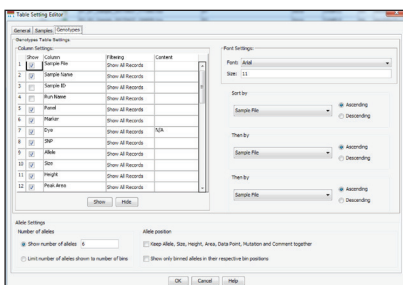 Table Setting Editor
General Samples Genotypes
Genotypes Table Settings
Column Settings:
Show Column Filtering Content
1 Sample File Show All Records
2 Sample Name Show All Records
3 Sample ID Show All Records
4 Run Name Show All Records
5 Panel Show All Records
6 Marker Show All Records
7 Dye Show All Records N/A
8 SNP Show All Records
9 Allele Show All Records
10 Size Show All Records
11 Height Show All Records
12 Peak Area Show All Records
Show Hide
Font Settings:
Font: Arial
Size: 11
Sort by
Sample File Ascending
Descending
Then by
Sample File Ascending
Descending
Then by
Sample File Ascending
Descending
Allele Settings
Number of alleles
Show number of alleles 6
Limit number of alleles shown to number of bins
Allele position
Keep Allele, Size, Height, Area, Data Point, Mutation and Comment together
Show only binned alleles in their respective bin positions
OK Cancel Help